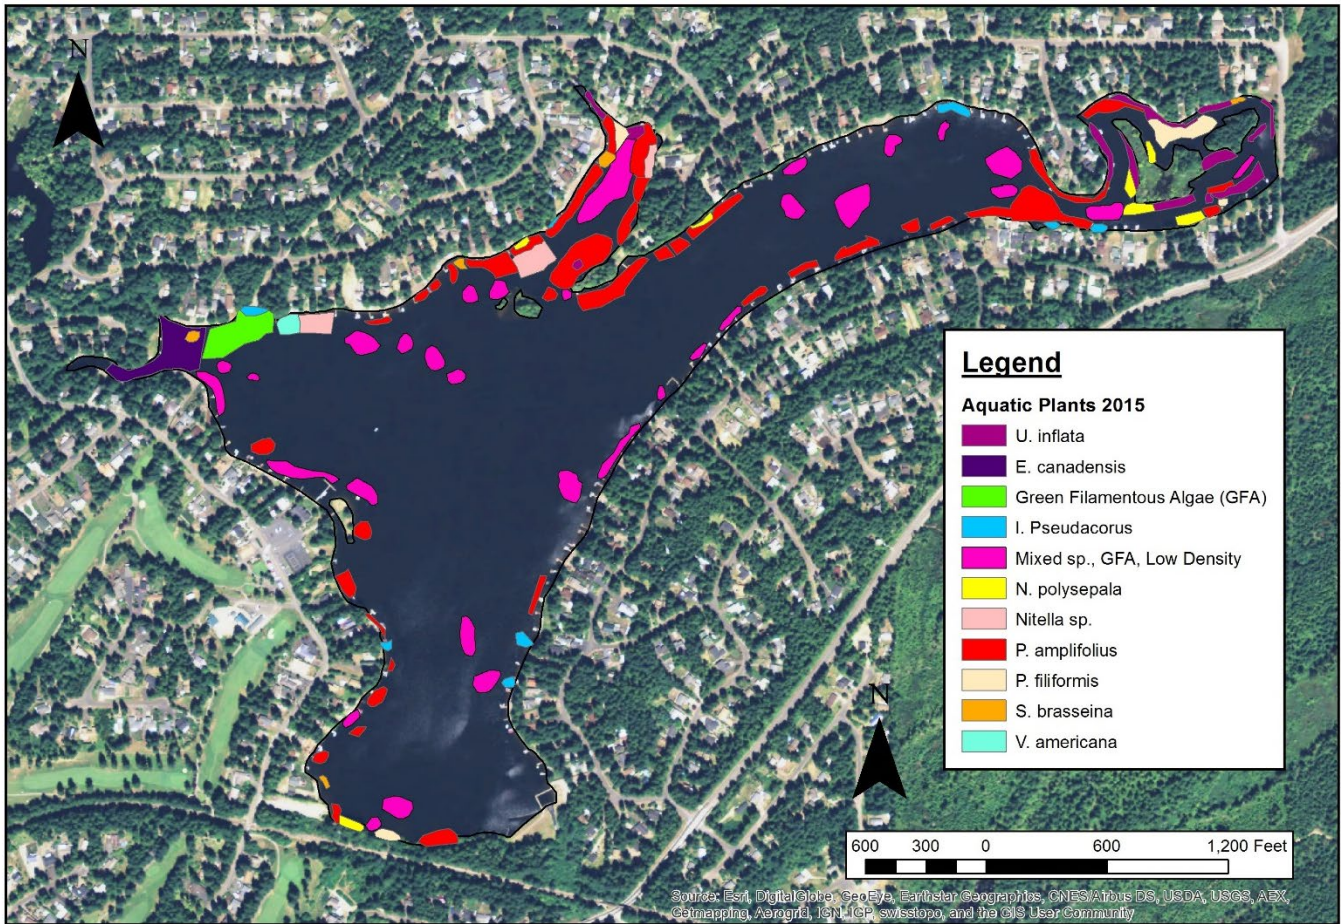 N
Legend
Aquatic Plants 2015
U. inflata
E. canadensis
Green Filamentous Algae (GFA)
I. Pseudacorus
Mixed sp., GFA, Low Density
N. polysepala
Nitella sp.
P. amplifolius
P. filiformis
S. brasseina
V. americana
N
600 300 0 600 1,200 Feet
Source: Esri, DigitalGlobe, GeoEye, Earthstar Geographics, CNES/Airbus DS, USDA, USGS, AEX,
Getmapping, Aerogrid, IGN, IGP, swisstopo, and the GIS User Community